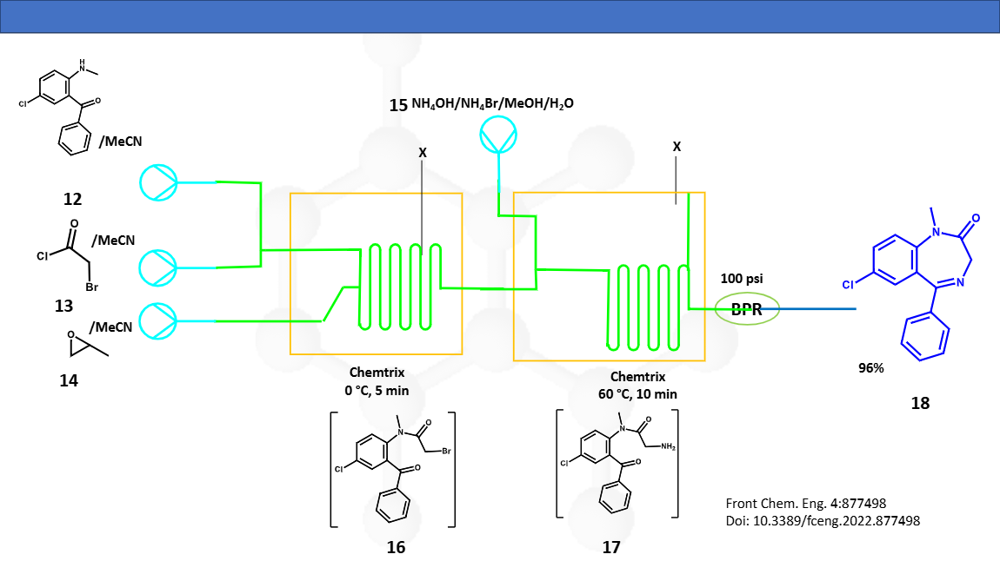 H
N
Cl
O
/MeCN
12
O
Cl
/MeCN
Br
13
O
/MeCN
14
X
15 NH₄OH/NH₄Br/MeOH/H₂O
X
Chemtrix
0 °C, 5 min
N
O
Br
Cl
O
16
Chemtrix
60 °C, 10 min
N
O
NH₂
Cl
O
17
100 psi
BPR
N
O
Cl
N
96%
18
Front Chem. Eng. 4:877498
Doi: 10.3389/fceng.2022.877498